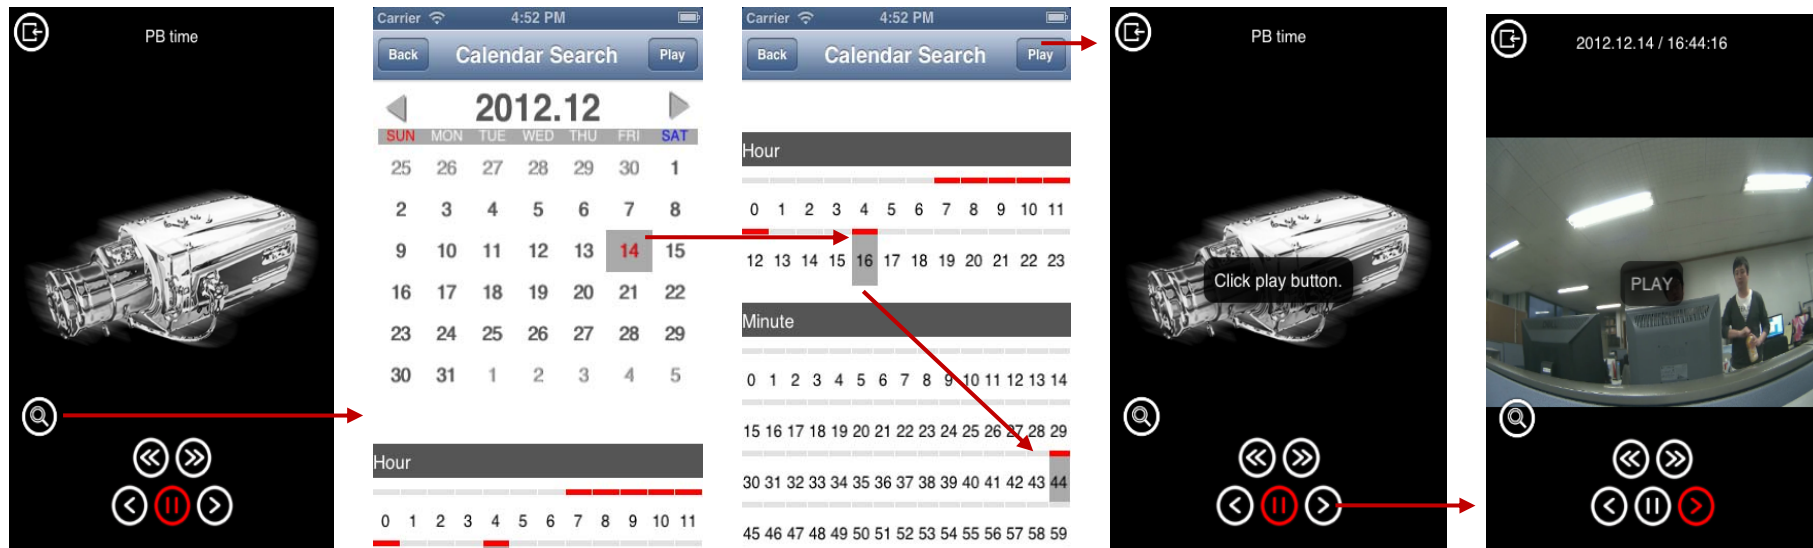 PB time
Carrier 4:52 PM
Back Calendar Search Play
2012.12
SUN MON TUE WED THU FRI SAT
25 26 27 28 29 30 1
2 3 4 5 6 7 8
9 10 11 12 13 14 15
16 17 18 19 20 21 22
23 24 25 26 27 28 29
30 31 1 2 3 4 5
Hour
0 1 2 3 4 5 6 7 8 9 10 11
Carrier 4:52 PM
Back Calendar Search Play
Hour
0 1 2 3 4 5 6 7 8 9 10 11
12 13 14 15 16 17 18 19 20 21 22 23
Minute
0 1 2 3 4 5 6 7 8 9 10 11 12 13 14
15 16 17 18 19 20 21 22 23 24 25 26 27 28 29
30 31 32 33 34 35 36 37 38 39 40 41 42 43 44
45 46 47 48 49 50 51 52 53 54 55 56 57 58 59
PB time
Click play button.
2012.12.14 / 16:44:16
PLAY